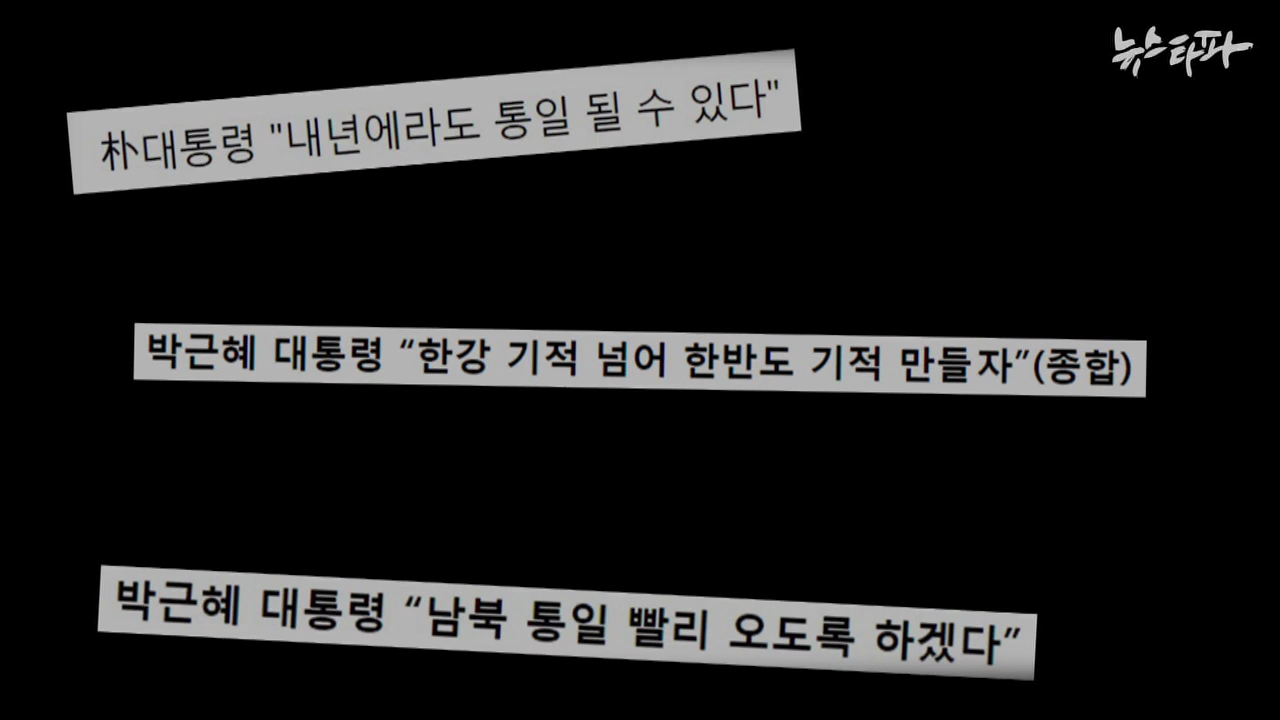 뉴스타파
朴대통령 "내년에라도 통일 될 수 있다"
박근혜 대통령 “한강 기적 넘어 한반도 기적 만들자”(종합)
박근혜 대통령 “남북 통일 빨리 오도록 하겠다”